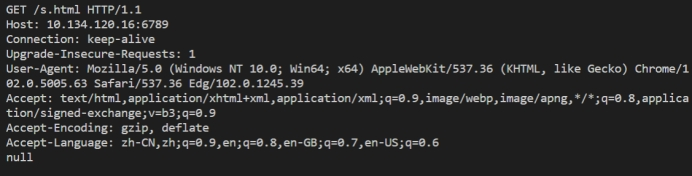 GET /s.html HTTP/1.1
Host: 10.134.120.16:6789
Connection: keep-alive
Upgrade-Insecure-Requests: 1
User-Agent: Mozilla/5.0 (Windows NT 10.0; Win64; x64) AppleWebKit/537.36 (KHTML, like Gecko) Chrome/1
02.0.5005.63 Safari/537.36 Edg/102.0.1245.39
Accept: text/html,application/xhtml+xml,application/xml;q=0.9,image/webp,image/apng,*/*;q=0.8,applica
tion/signed-exchange;v=b3;q=0.9
Accept-Encoding: gzip, deflate
Accept-Language: zh-CN,zh;q=0.9,en;q=0.8,en-GB;q=0.7,en-US;q=0.6
null